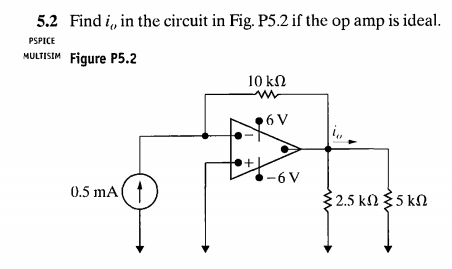 5.2 Find i_o in the circuit in Fig. P5.2 if the op amp is ideal.
PSPICE
MULTISIM Figure P5.2
10 kΩ
6 V
−
i_o
+
−6 V
0.5 mA
2.5 kΩ
5 kΩ